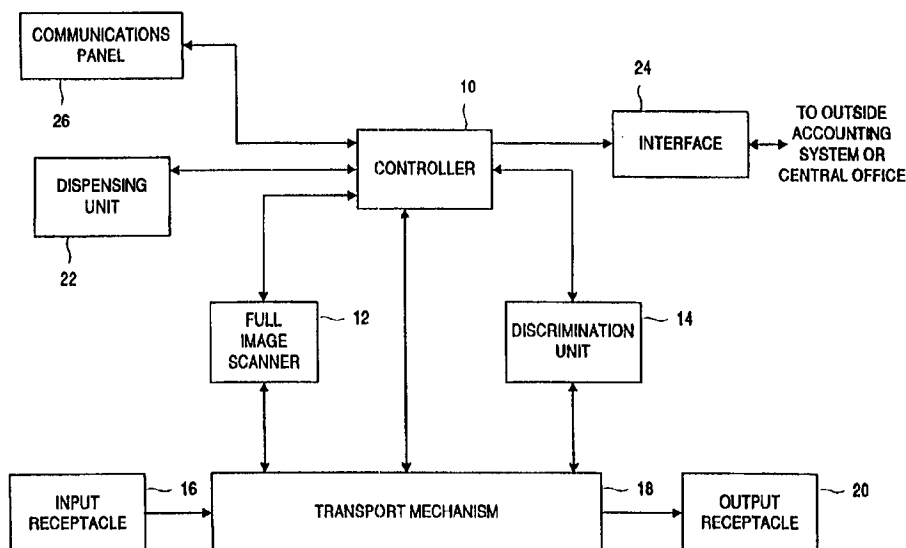 COMMUNICATIONS
PANEL
26
10
24
CONTROLLER
INTERFACE
TO OUTSIDE
ACCOUNTING
SYSTEM OR
CENTRAL OFFICE
DISPENSING
UNIT
22
FULL
IMAGE
SCANNER
12
DISCRIMINATION
UNIT
14
INPUT
RECEPTACLE
16
TRANSPORT MECHANISM
18
OUTPUT
RECEPTACLE
20